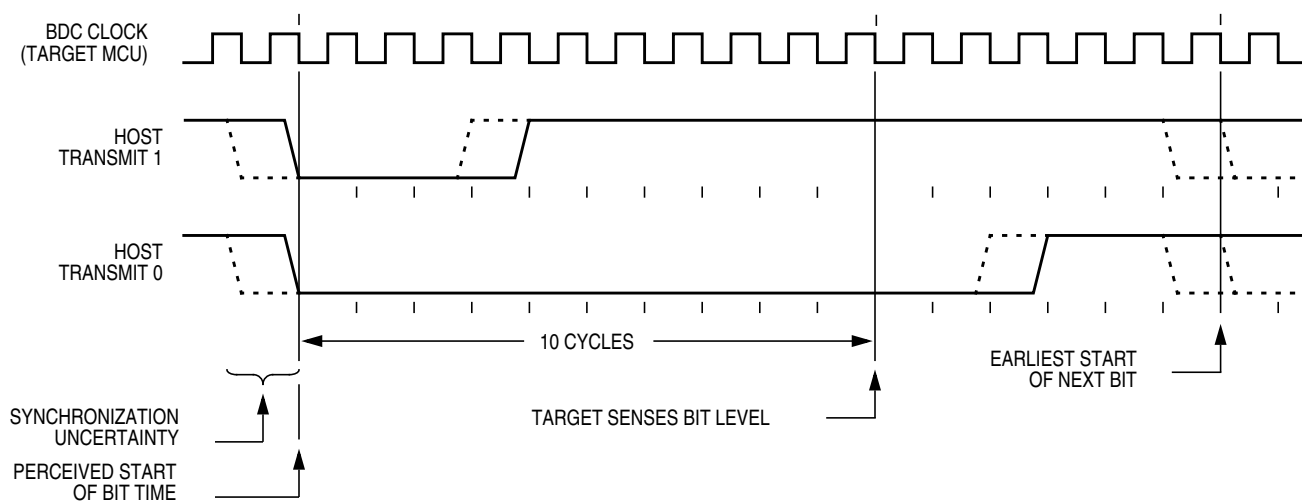 BDC CLOCK
(TARGET MCU)
HOST
TRANSMIT 1
HOST
TRANSMIT 0
10 CYCLES
EARLIEST START
OF NEXT BIT
TARGET SENSES BIT LEVEL
SYNCHRONIZATION
UNCERTAINTY
PERCEIVED START
OF BIT TIME